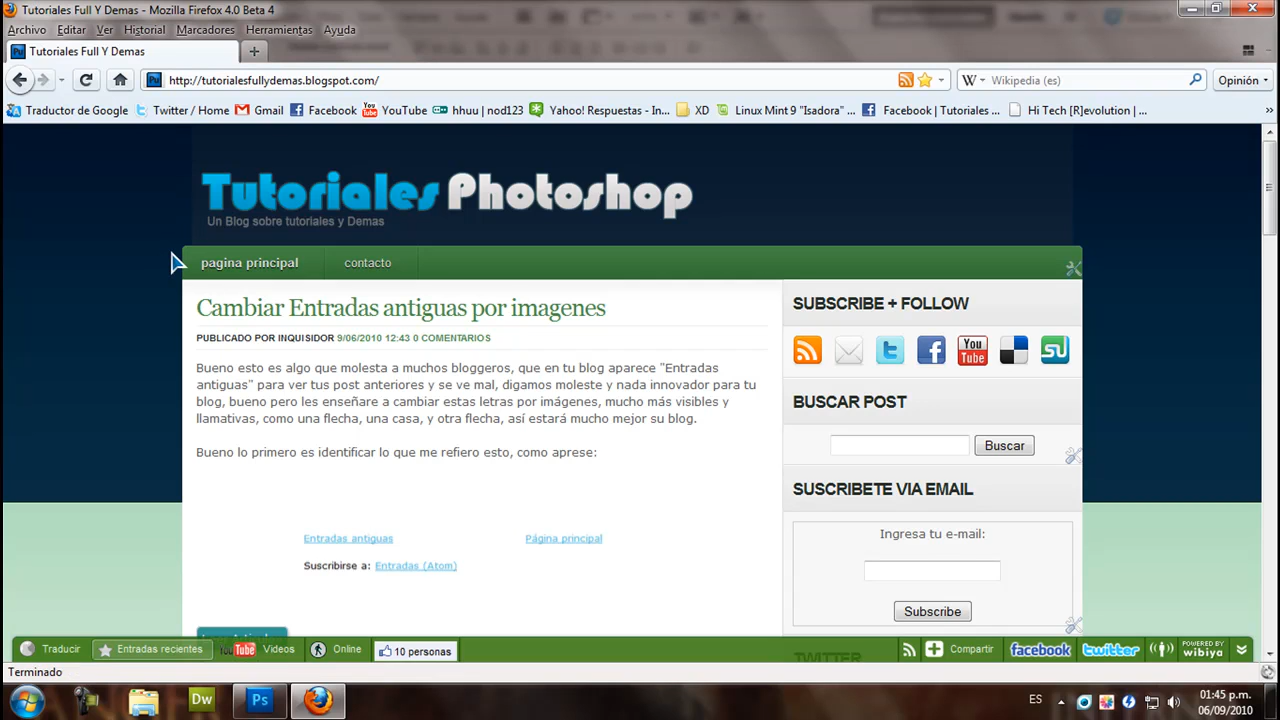 Tutoriales Full Y Demas - Mozilla Firefox 4.0 Beta 4
Archivo Editar Ver Historial Marcadores Herramientas Ayuda
Tutoriales Full Y Demas
http://tutorialesfullydemas.blogspot.com/
Wikipedia (es)
Opinión
Traductor de Google Twitter / Home Gmail Facebook YouTube hhuu | nod123 Yahoo! Respuestas - In... XD Linux Mint 9 "Isadora" ... Facebook | Tutoriales ... Hi Tech [R]evolution | ...
Tutoriales Photoshop
Un Blog sobre tutoriales y Demas
pagina principal contacto
Cambiar Entradas antiguas por imagenes
PUBLICADO POR INQUISIDOR 9/06/2010 12:43 0 COMENTARIOS
Bueno esto es algo que molesta a muchos bloggeros, que en tu blog aparece "Entradas
antiguas" para ver tus post anteriores y se ve mal, digamos moleste y nada innovador para tu
blog, bueno pero les enseñare a cambiar estas letras por imágenes, mucho más visibles y
llamativas, como una flecha, una casa, y otra flecha, así estará mucho mejor su blog.
Bueno lo primero es identificar lo que me refiero esto, como aprese:
Entradas antiguas Página principal
Suscribirse a: Entradas (Atom)
SUBSCRIBE + FOLLOW
You Tube
BUSCAR POST
Buscar
SUSCRIBETE VIA EMAIL
Ingresa tu e-mail:
Subscribe
TWITTER
Traducir Entradas recientes YouTube Videos Online 10 personas Compartir facebook twitter POWERED BY wibiya
Terminado
Dw Ps ES 01:45 p.m.
06/09/2010